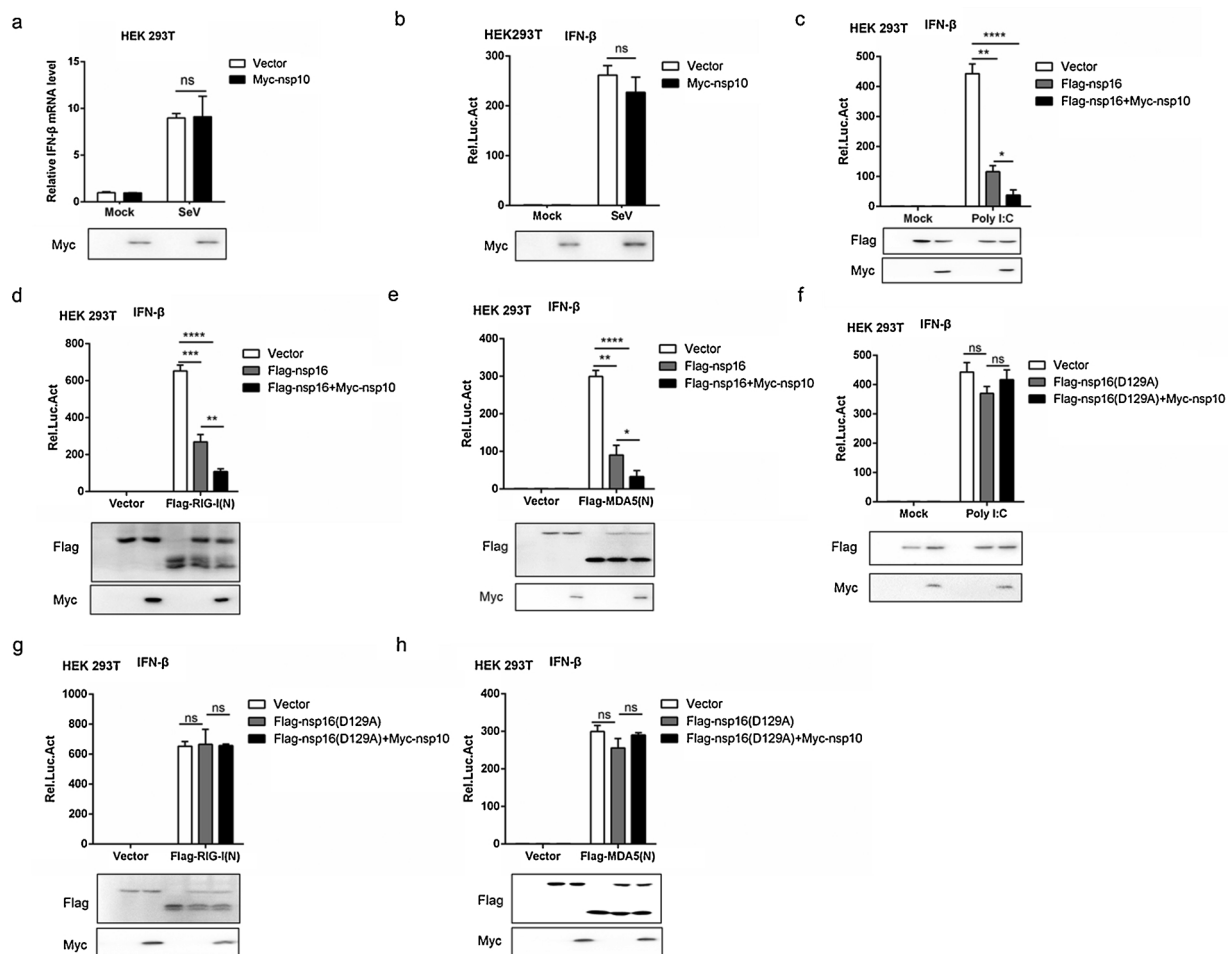 a
HEK 293T
Vector
Myc-nsp10
Relative IFN-β mRNA level
ns
15
10
5
0
Mock SeV
Myc
b
HEK293T IFN-β
Vector
Myc-nsp10
Rel.Luc.Act
ns
300
200
100
0
Mock SeV
Myc
c
HEK 293T IFN-β
Vector
Flag-nsp16
Flag-nsp16+Myc-nsp10
Rel.Luc.Act
****
**
*
500
400
300
200
100
0
Mock Poly I:C
Flag
Myc
d
HEK 293T IFN-β
Vector
Flag-nsp16
Flag-nsp16+Myc-nsp10
Rel.Luc.Act
****
***
**
800
600
400
200
0
Vector Flag-RIG-I(N)
Flag
Myc
e
HEK 293T IFN-β
Vector
Flag-nsp16
Flag-nsp16+Myc-nsp10
Rel.Luc.Act
****
**
*
400
300
200
100
0
Vector Flag-MDA5(N)
Flag
Myc
f
HEK 293T IFN-β
Vector
Flag-nsp16(D129A)
Flag-nsp16(D129A)+Myc-nsp10
Rel.Luc.Act
ns
ns
500
400
300
200
100
0
Mock Poly I:C
Flag
Myc
g
HEK 293T IFN-β
Vector
Flag-nsp16(D129A)
Flag-nsp16(D129A)+Myc-nsp10
Rel.Luc.Act
ns
ns
1000
800
600
400
200
0
Vector Flag-RIG-I(N)
Flag
Myc
h
HEK 293T IFN-β
Vector
Flag-nsp16(D129A)
Flag-nsp16(D129A)+Myc-nsp10
Rel.Luc.Act
ns
ns
400
300
200
100
0
Vector Flag-MDA5(N)
Flag
Myc